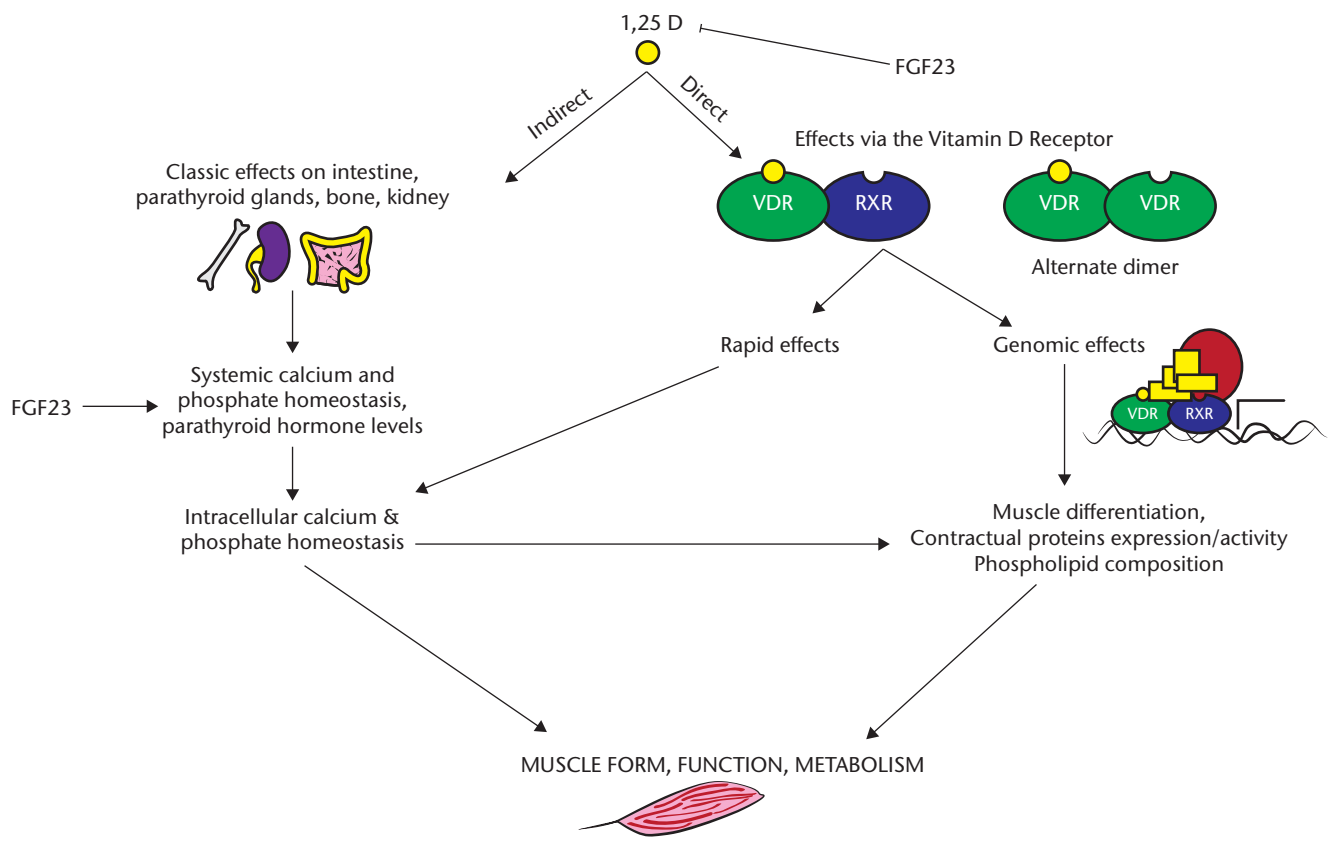 1,25 D
FGF23
Indirect
Direct
Effects via the Vitamin D Receptor
Classic effects on intestine,
parathyroid glands, bone, kidney
VDR
RXR
VDR
VDR
Alternate dimer
Rapid effects
Genomic effects
Systemic calcium and
phosphate homeostasis,
parathyroid hormone levels
FGF23
VDR
RXR
Intracellular calcium &
phosphate homeostasis
Muscle differentiation,
Contractual proteins expression/activity
Phospholipid composition
MUSCLE FORM, FUNCTION, METABOLISM